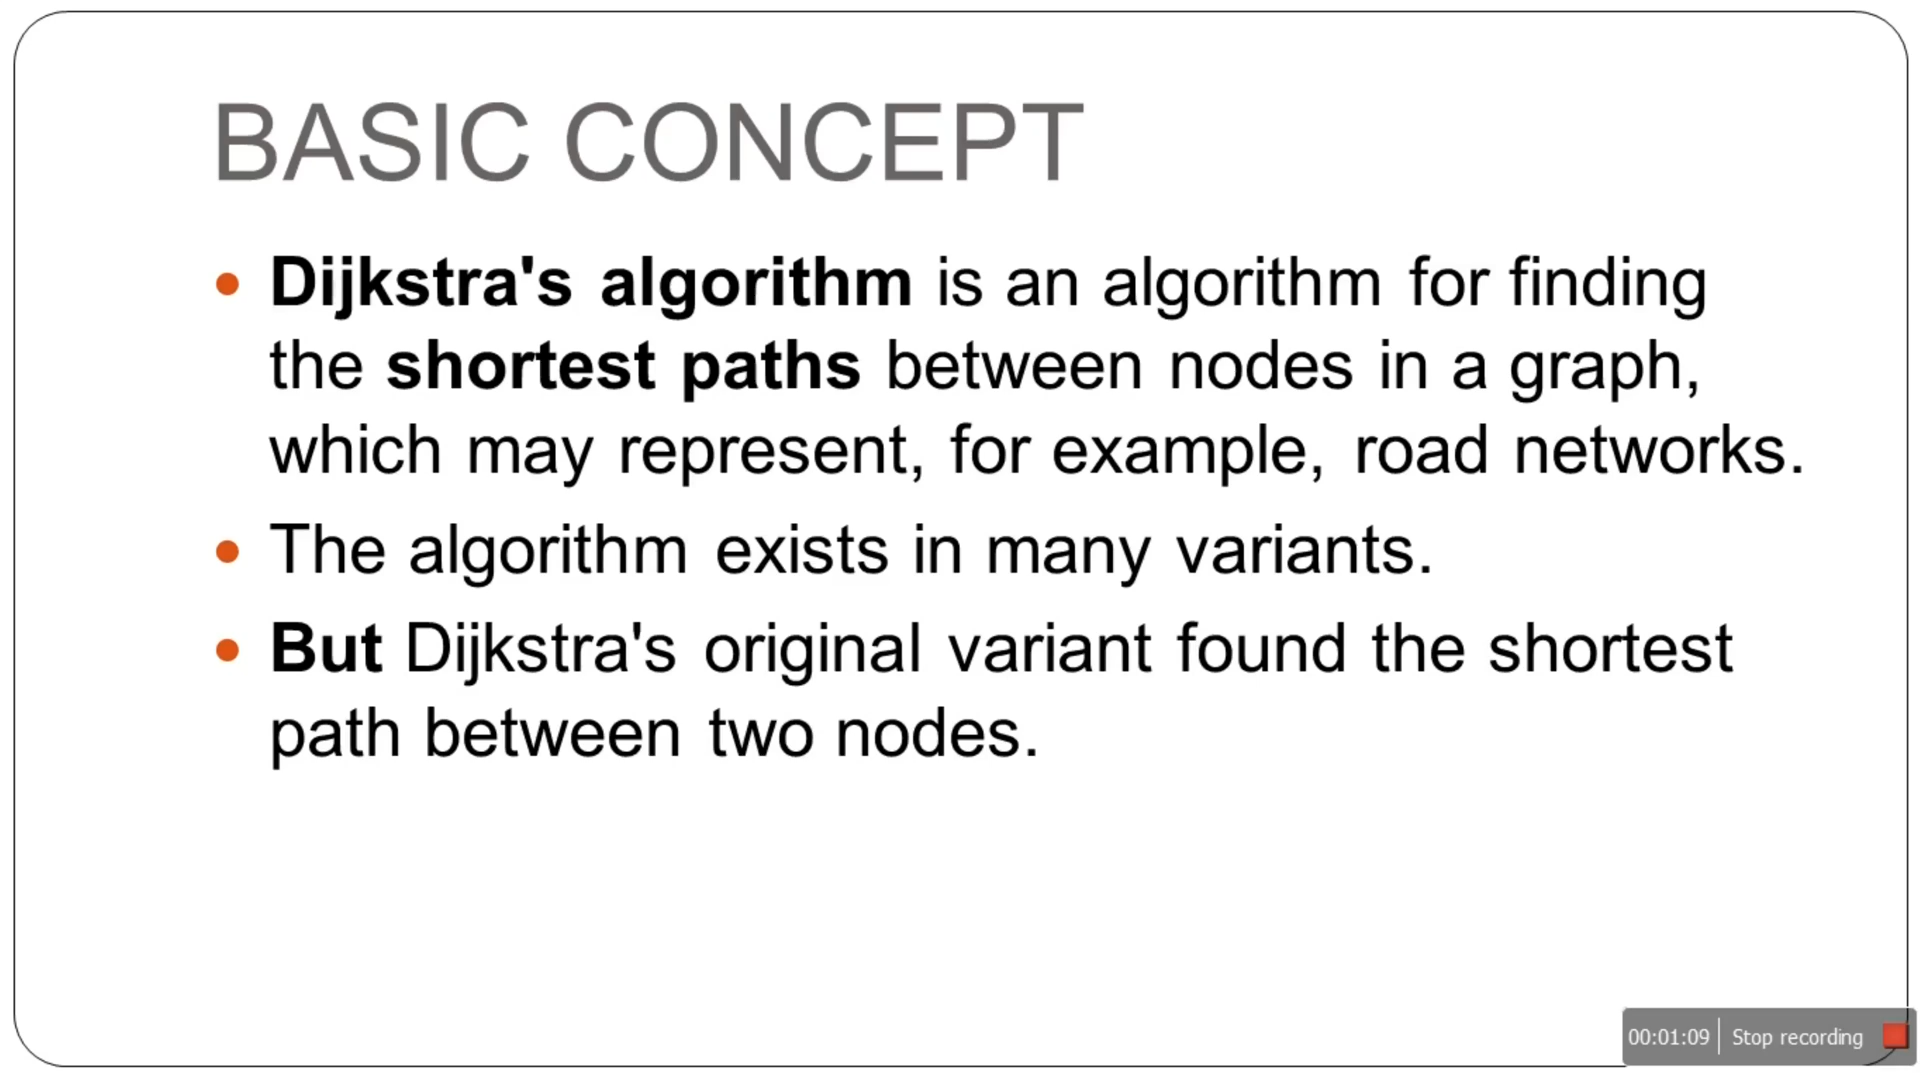 BASIC CONCEPT
Dijkstra's algorithm is an algorithm for finding
the shortest paths between nodes in a graph,
which may represent, for example, road networks.
The algorithm exists in many variants.
But Dijkstra's original variant found the shortest
path between two nodes.
00:01:09 Stop recording